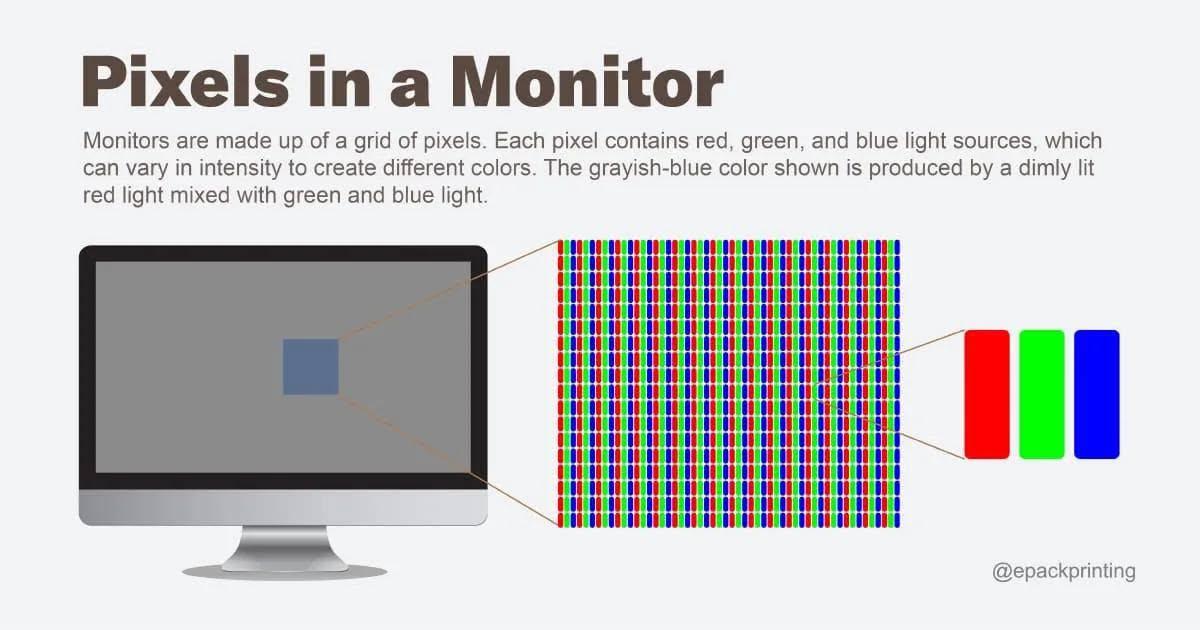 Pixels in a Monitor
Monitors are made up of a grid of pixels. Each pixel contains red, green, and blue light sources, which
can vary in intensity to create different colors. The grayish-blue color shown is produced by a dimly lit
red light mixed with green and blue light.
@epackprinting